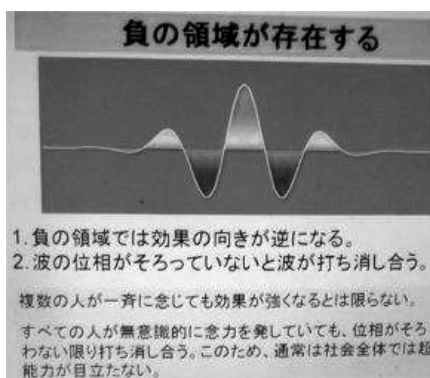 負の領域が存在する
1.負の領域では効果の向きが逆になる。
2.波の位相がそろっていないと波が打ち消し合う。
複数の人が一斉に念じても効果が強くなるとは限らない。
すべての人が無意識的に念力を発していても、位相がそろ
わない限り打ち消し合う。このため、通常は社会全体では超
能力が目立たない。